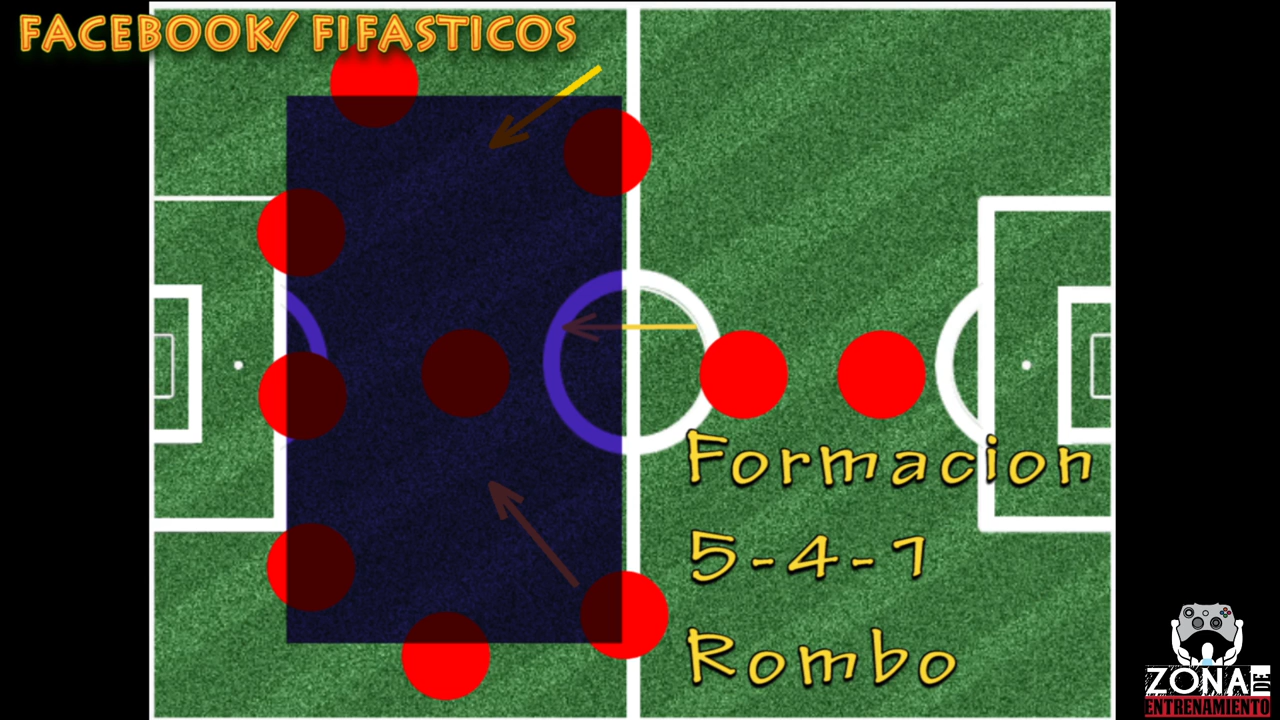 FACEBOOK/ FIFASTICOS
Formacion
5-4-1
Rombo
ZONA
ENTRENAMIENTO